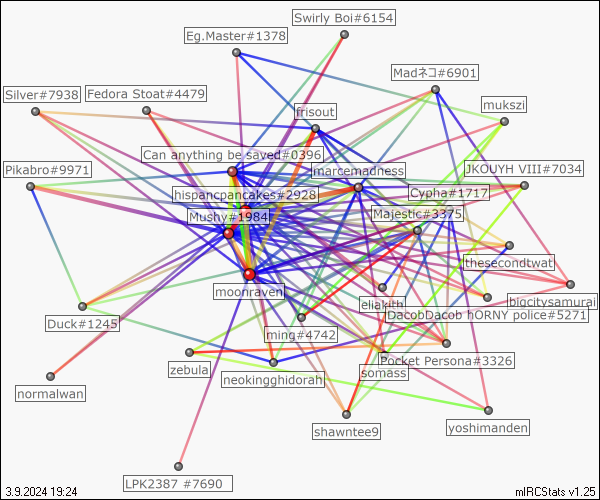 Swirly Boi#6154
Eg.Master#1378
Madネコ#6901
Silver#7938
Fedora Stoat#4479
frisout
mukszi
Can anything be saved#0396
Pikabro#9971
marcemadness
JKOUYH VIII#7034
hispancpancakes#2928
Cypha#1717
Mushy#1984
Majestic#3375
thesecondtwat
moonraven
eliakith
bigcitysamurai
DacobDacob hORNY police#5271
Duck#1245
ming#4742
Pocket Persona#3326
zebula
neokingghidorah
somass
normalwan
shawntee9
yoshimanden
LPK2387 #7690
3.9.2024 19:24
mIRCStats v1.25